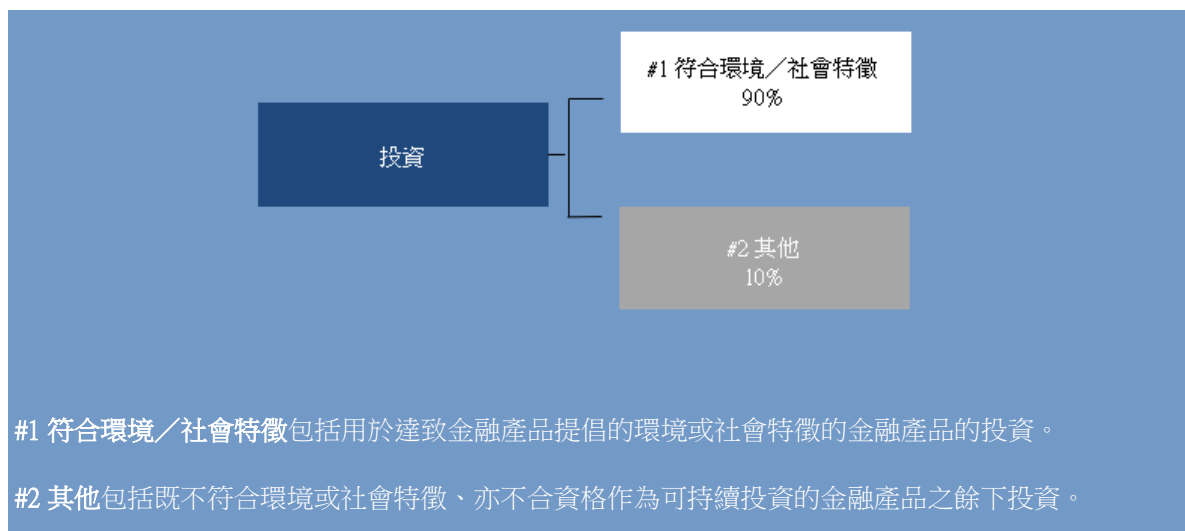 #1 符合環境／社會特徵
90%
投資
#2 其他
10%
#1 符合環境／社會特徵包括用於達致金融產品提倡的環境或社會特徵的金融產品的投資。
#2 其他包括既不符合環境或社會特徵、亦不合資格作為可持續投資的金融產品之餘下投資。